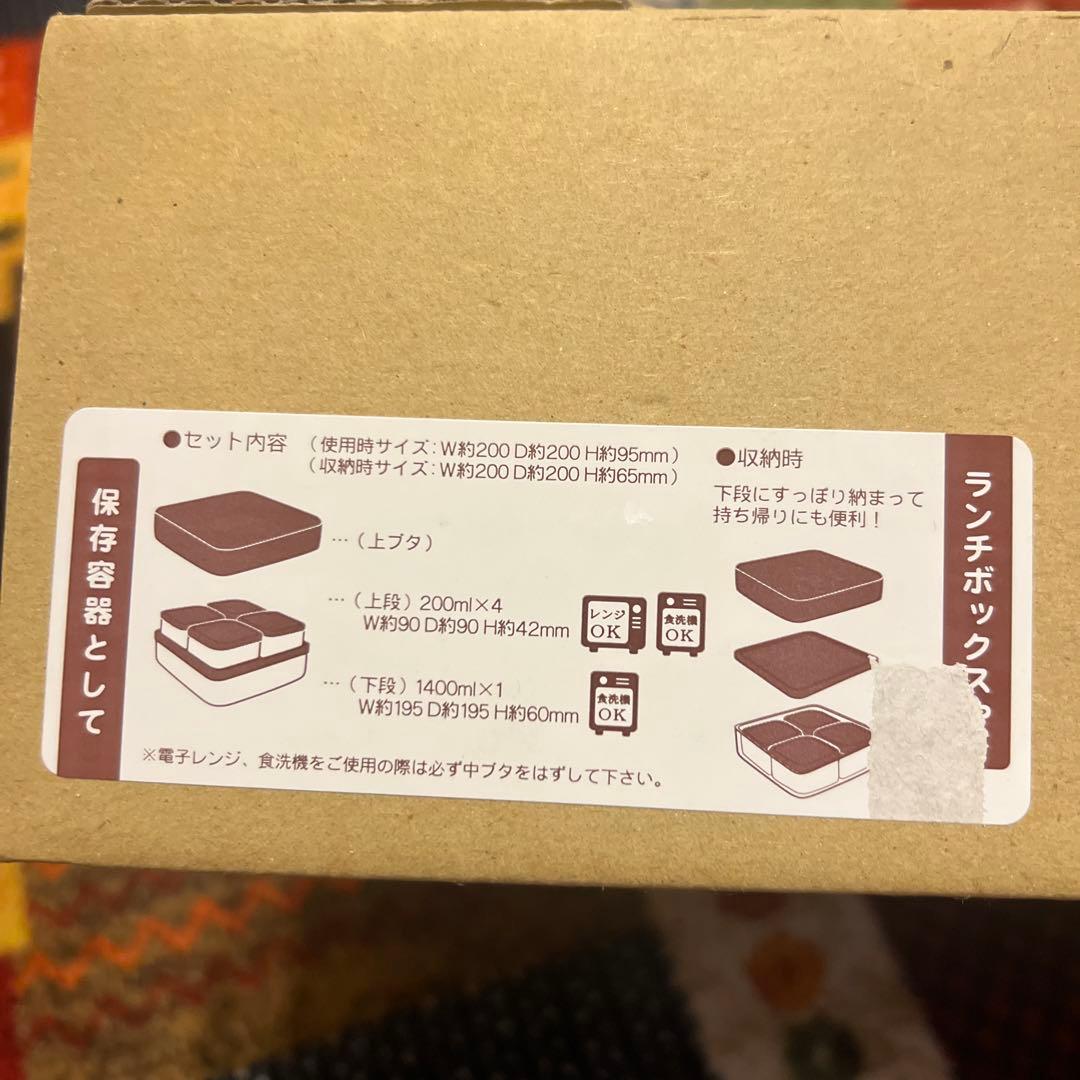 保存容器として
●セット内容
(使用時サイズ:W約200 D約200 H約95mm)
(収納時サイズ:W約200 D約200 H約65mm)
…(上ブタ)
…(上段)200ml×4
W約90 D約90 H約42mm
レンジ
OK
食洗機
OK
…(下段)1400ml×1
W約195 D約195 H約60mm
食洗機
OK
※電子レンジ、食洗機をご使用の際は必ず中ブタをはずして下さい。
●収納時
下段にすっぽり納まって
持ち帰りにも便利!
ランチボックス